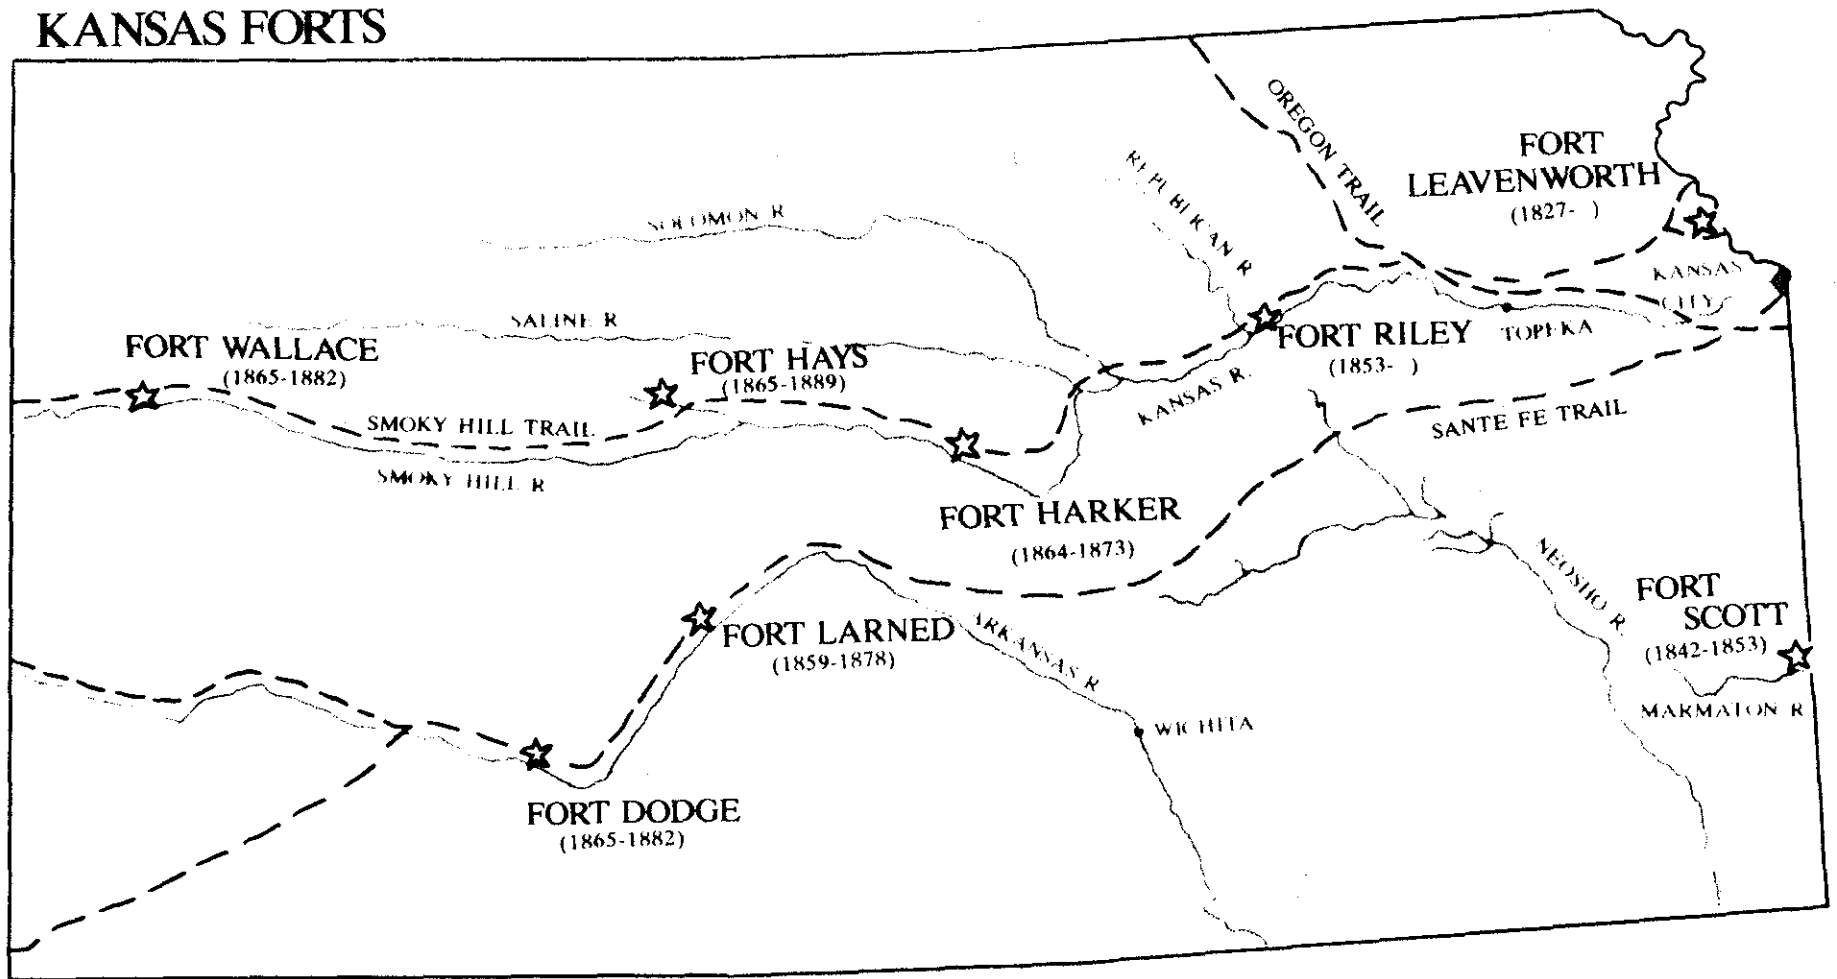 KANSAS FORTS
OREGON TRAIL
FORT
LEAVENWORTH
(1827- )
REPUBLICAN R
SOLOMON R
KANSAS
CITY
SALINE R
FORT WALLACE
(1865-1882)
FORT HAYS
(1865-1889)
FORT RILEY
(1853- )
TOPEKA
KANSAS R.
SMOKY HILL TRAIL
SANTE FE TRAIL
SMOKY HILL R
FORT HARKER
(1864-1873)
NEOSHO R.
FORT
SCOTT
(1842-1853)
FORT LARNED
(1859-1878)
ARKANSAS R
MARMATON R
WICHITA
FORT DODGE
(1865-1882)